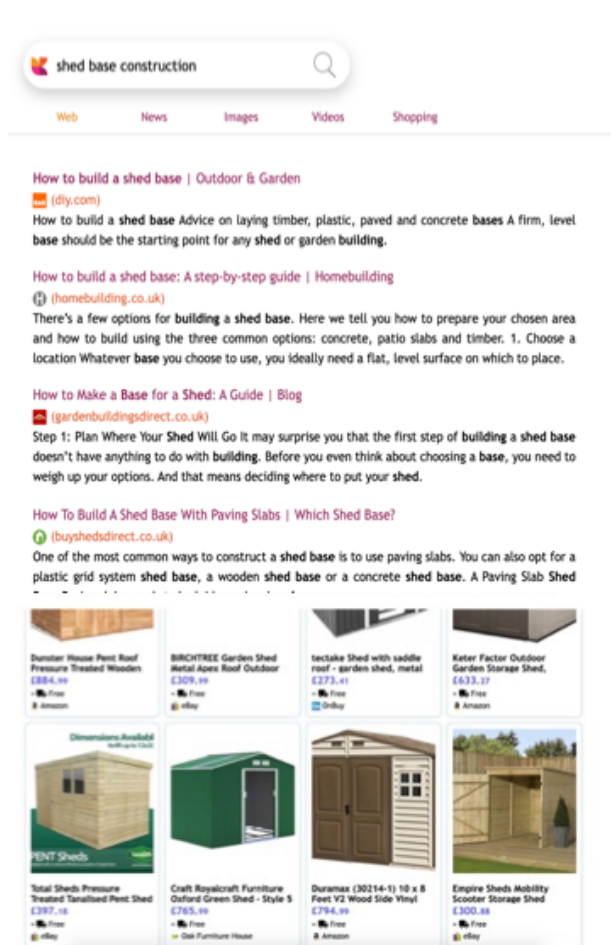 shed base construction
Web News Images Videos Shopping
How to build a shed base | Outdoor & Garden
(diy.com)
How to build a shed base Advice on laying timber, plastic, paved and concrete bases A firm, level
base should be the starting point for any shed or garden building.
How to build a shed base: A step-by-step guide | Homebuilding
(homebuilding.co.uk)
There's a few options for building a shed base. Here we tell you how to prepare your chosen area
and how to build using the three common options: concrete, patio slabs and timber. 1. Choose a
location Whatever base you choose to use, you ideally need a flat, level surface on which to place.
How to Make a Base for a Shed: A Guide | Blog
(gardenbuildingsdirect.co.uk)
Step 1: Plan Where Your Shed Will Go It may surprise you that the first step of building a shed base
doesn't have anything to do with building. Before you even think about choosing a base, you need to
weigh up your options. And that means deciding where to put your shed.
How To Build A Shed Base With Paving Slabs | Which Shed Base?
(buyshedsdirect.co.uk)
One of the most common ways to construct a shed base is to use paving slabs. You can also opt for a
plastic grid system shed base, a wooden shed base or a concrete shed base. A Paving Slab Shed
Dunster House Pent Roof
Pressure Treated Wooden
£884.99
Free
Amazon
BIRCHTREE Garden Shed
Metal Apex Roof Outdoor
£309.99
Free
eBay
tectake Shed with saddle
roof - garden shed, metal
£273.41
Free
OnBuy
Keter Factor Outdoor
Garden Storage Shed,
£633.27
Free
Amazon
Dimensions Availabl
PENT Sheds
Total Sheds Pressure
Treated Tanalised Pent Shed
£397.18
Free
eBay
Craft Royalcraft Furniture
Oxford Green Shed - Style 5
£765.99
Free
Oak Furniture House
Duramax (30214-1) 10 x 8
Feet V2 Wood Side Vinyl
£794.99
Free
Amazon
Empire Sheds Mobility
Scooter Storage Shed
£300.88
Free
eBay